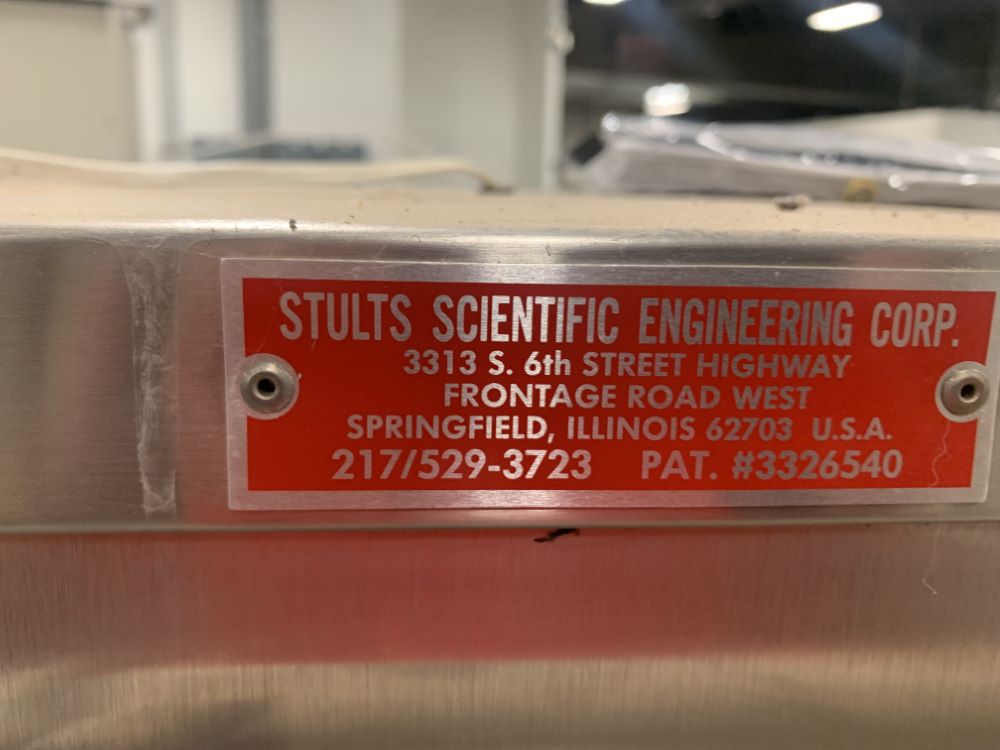 STULTS SCIENTIFIC ENGINEERING CORP.
3313 S. 6th STREET HIGHWAY
FRONTAGE ROAD WEST
SPRINGFIELD, ILLINOIS 62703 U.S.A.
217/529-3723 PAT. #3326540